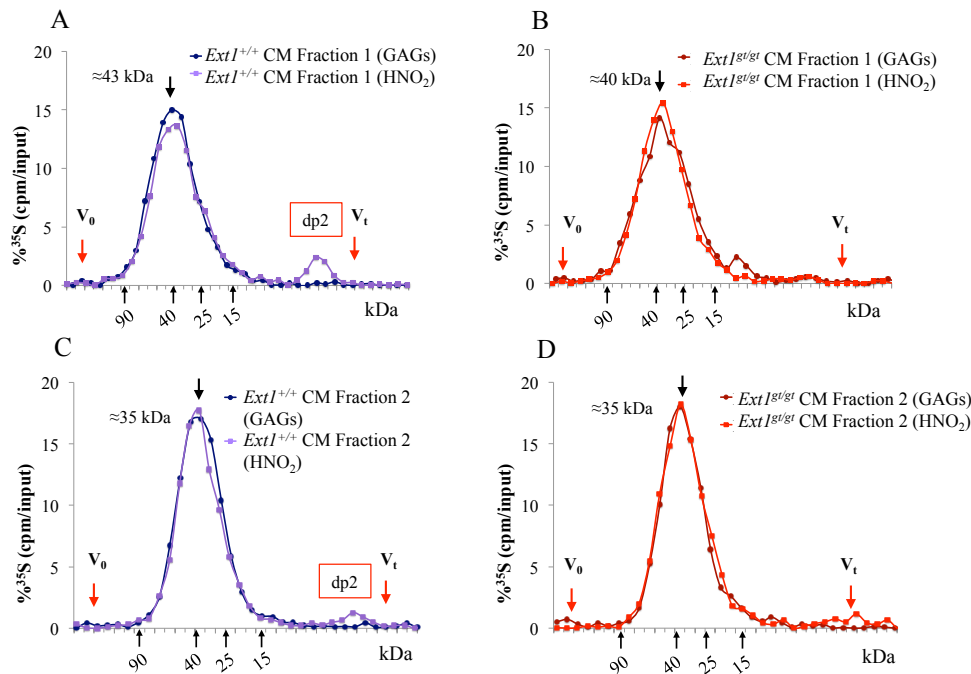 A
Ext1+/+ CM Fraction 1 (GAGs)
Ext1+/+ CM Fraction 1 (HNO2)
≈43 kDa
%35S (cpm/input)
20
15
10
5
0
V0
dp2
Vt
90
40
25
15
kDa
B
Ext1gt/gt CM Fraction 1 (GAGs)
Ext1gt/gt CM Fraction 1 (HNO2)
≈40 kDa
%35S (cpm/input)
20
15
10
5
0
V0
Vt
90
40
25
15
kDa
C
Ext1+/+ CM Fraction 2
(GAGs)
Ext1+/+ CM Fraction 2
(HNO2)
≈35 kDa
%35S (cpm/input)
20
15
10
5
0
V0
dp2
Vt
90
40
25
15
kDa
D
Ext1gt/gt CM Fraction 2 (GAGs)
Ext1gt/gt CM Fraction 2 (HNO2)
≈35 kDa
%35S (cpm/input)
20
15
10
5
0
V0
Vt
90
40
25
15
kDa